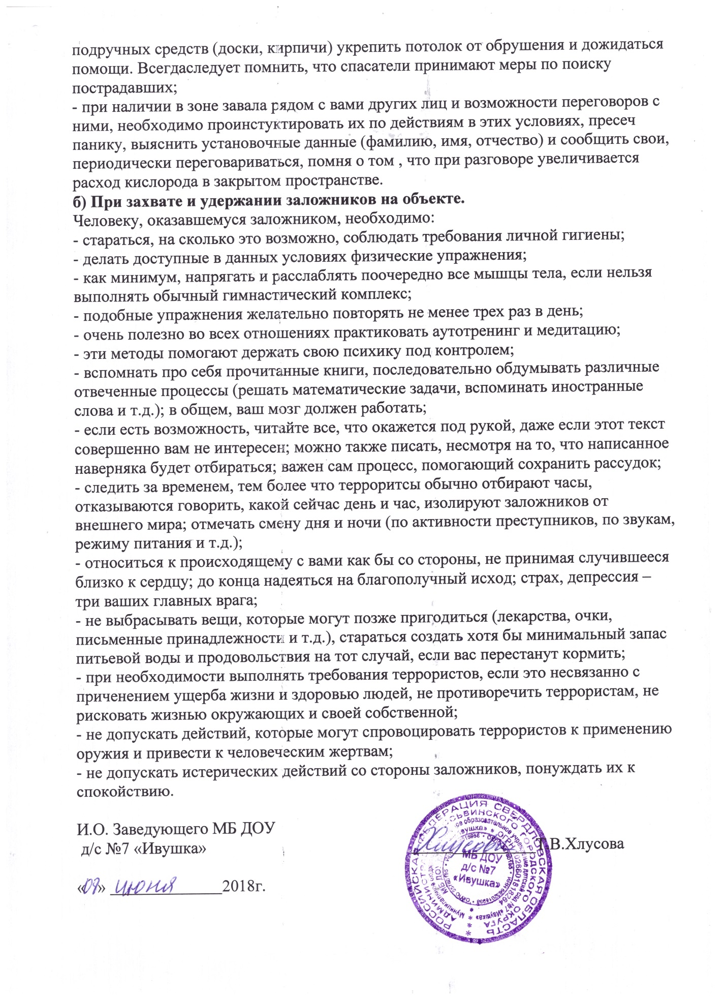 подручных средств (доски, кирпичи) укрепить потолок от обрушения и дожидаться
помощи. Всегдаследует помнить, что спасатели принимают меры по поиску
пострадавших;
- при наличии в зоне завала рядом с вами других лиц и возможности переговоров с
ними, необходимо проинстуктировать их по действиям в этих условиях, пресеч
панику, выяснить установочные данные (фамилию, имя, отчество) и сообщить свои,
периодически переговариваться, помня о том , что при разговоре увеличивается
расход кислорода в закрытом пространстве.
б) При захвате и удержании заложников на объекте.
Человеку, оказавшемуся заложником, необходимо:
- стараться, на сколько это возможно, соблюдать требования личной гигиены;
- делать доступные в данных условиях физические упражнения;
- как минимум, напрягать и расслаблять поочередно все мышцы тела, если нельзя
выполнять обычный гимнастический комплекс;
- подобные упражнения желательно повторять не менее трех раз в день;
- очень полезно во всех отношениях практиковать аутотренинг и медитацию;
- эти методы помогают держать свою психику под контролем;
- вспомнать про себя прочитанные книги, последовательно обдумывать различные
отвеченные процессы (решать математические задачи, вспоминать иностранные
слова и т.д.); в общем, ваш мозг должен работать;
- если есть возможность, читайте все, что окажется под рукой, даже если этот текст
совершенно вам не интересен; можно также писать, несмотря на то, что написанное
наверняка будет отбираться; важен сам процесс, помогающий сохранить рассудок;
- следить за временем, тем более что терроритсы обычно отбирают часы,
отказываются говорить, какой сейчас день и час, изолируют заложников от
внешнего мира; отмечать смену дня и ночи (по активности преступников, по звукам,
режиму питания и т.д.);
- относиться к происходящему с вами как бы со стороны, не принимая случившееся
близко к сердцу; до конца надеяться на благополучный исход; страх, депрессия –
три ваших главных врага;
- не выбрасывать вещи, которые могут позже пригодиться (лекарства, очки,
письменные принадлежности и т.д.), стараться создать хотя бы минимальный запас
питьевой воды и продовольствия на тот случай, если вас перестанут кормить;
- при необходимости выполнять требования террористов, если это несвязанно с
приченением ущерба жизни и здоровью людей, не противоречить террористам, не
рисковать жизнью окружающих и своей собственной;
- не допускать действий, которые могут спровоцировать террористов к применению
оружия и привести к человеческим жертвам;
- не допускать истерических действий со стороны заложников, понуждать их к
спокойствию.
И.О. Заведующего МБ ДОУ
д/с №7 «Ивушка» Т.В.Хлусова
« » июня 2018г.
РОССИЙСКАЯ ФЕДЕРАЦИЯ СВЕРДЛОВСКАЯ ОБЛАСТЬ
ГОРОДСКОГО ОКРУГА
МБ ДОУ
д/с №7
«Ивушка»